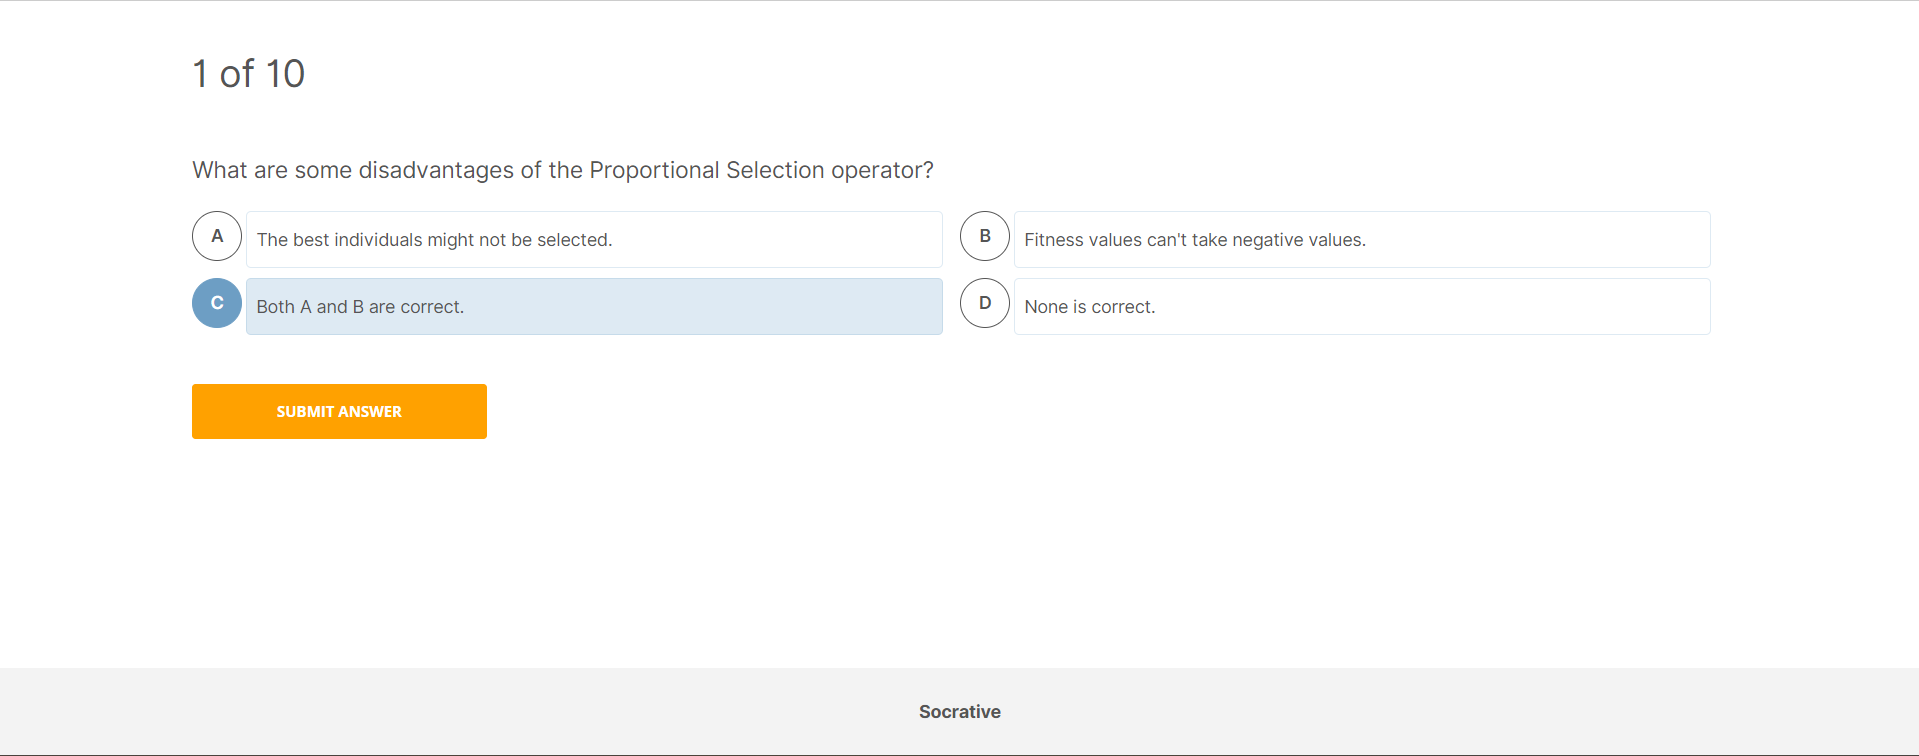 1 of 10
What are some disadvantages of the Proportional Selection operator?
A The best individuals might not be selected.
B Fitness values can't take negative values.
C Both A and B are correct.
D None is correct.
SUBMIT ANSWER
Socrative